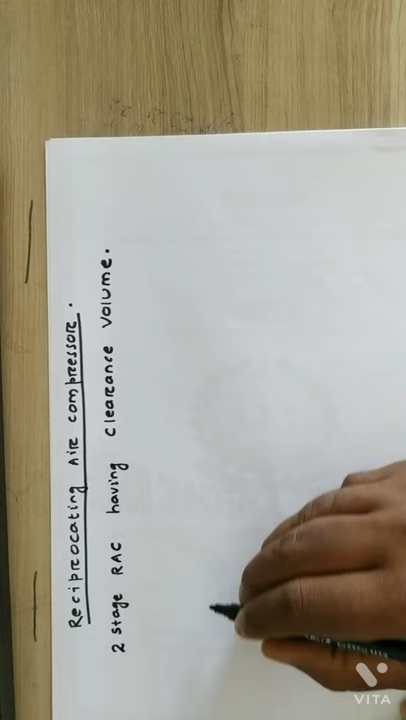 Reciprocating Air compressor.
2 stage RAC having clearance volume.
VITA